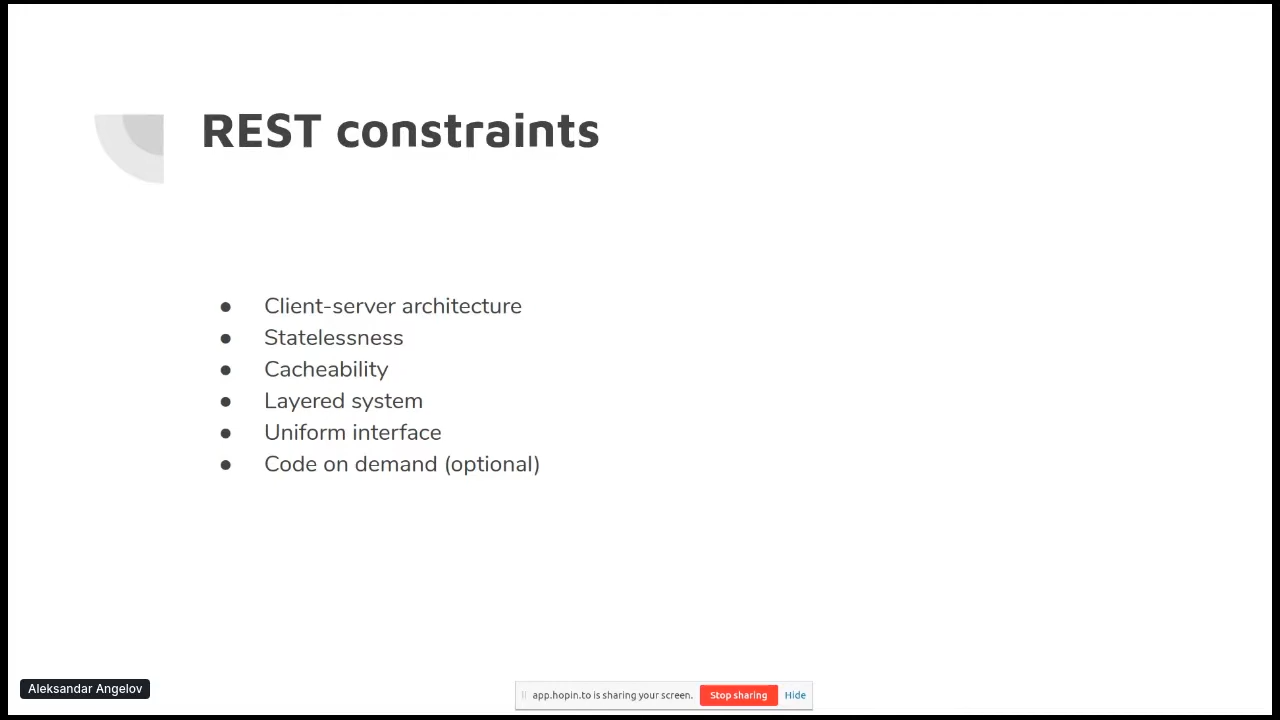 REST constraints
● Client-server architecture
● Statelessness
● Cacheability
● Layered system
● Uniform interface
● Code on demand (optional)
Aleksandar Angelov
app.hopin.to is sharing your screen. Stop sharing Hide